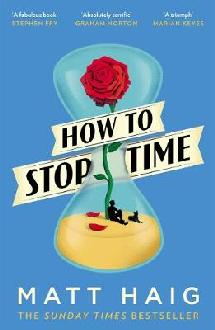 'A fabulous book' 'Absolutely terrific' 'A triumph'
STEPHEN FRY GRAHAM NORTON MARIAN KEYES
HOW TO
STOP TIME
MATT HAIG
THE SUNDAY TIMES BESTSELLER